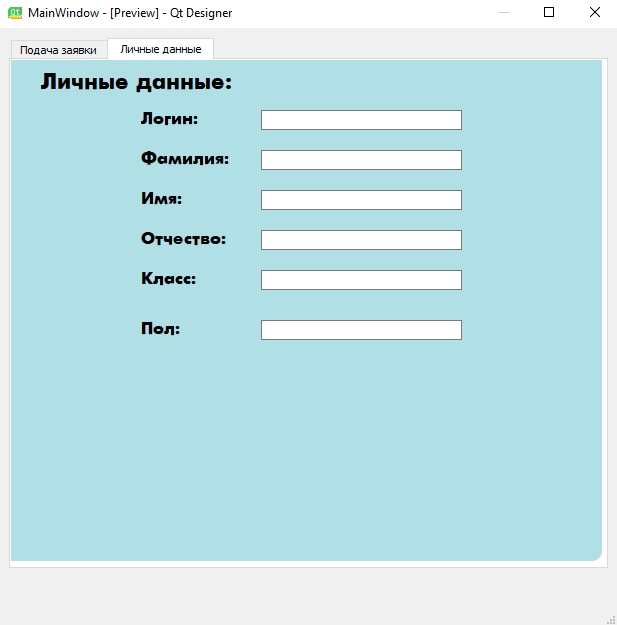 MainWindow - [Preview] - Qt Designer
Подача заявки Личные данные
Личные данные:
Логин:
Фамилия:
Имя:
Отчество:
Класс:
Пол: